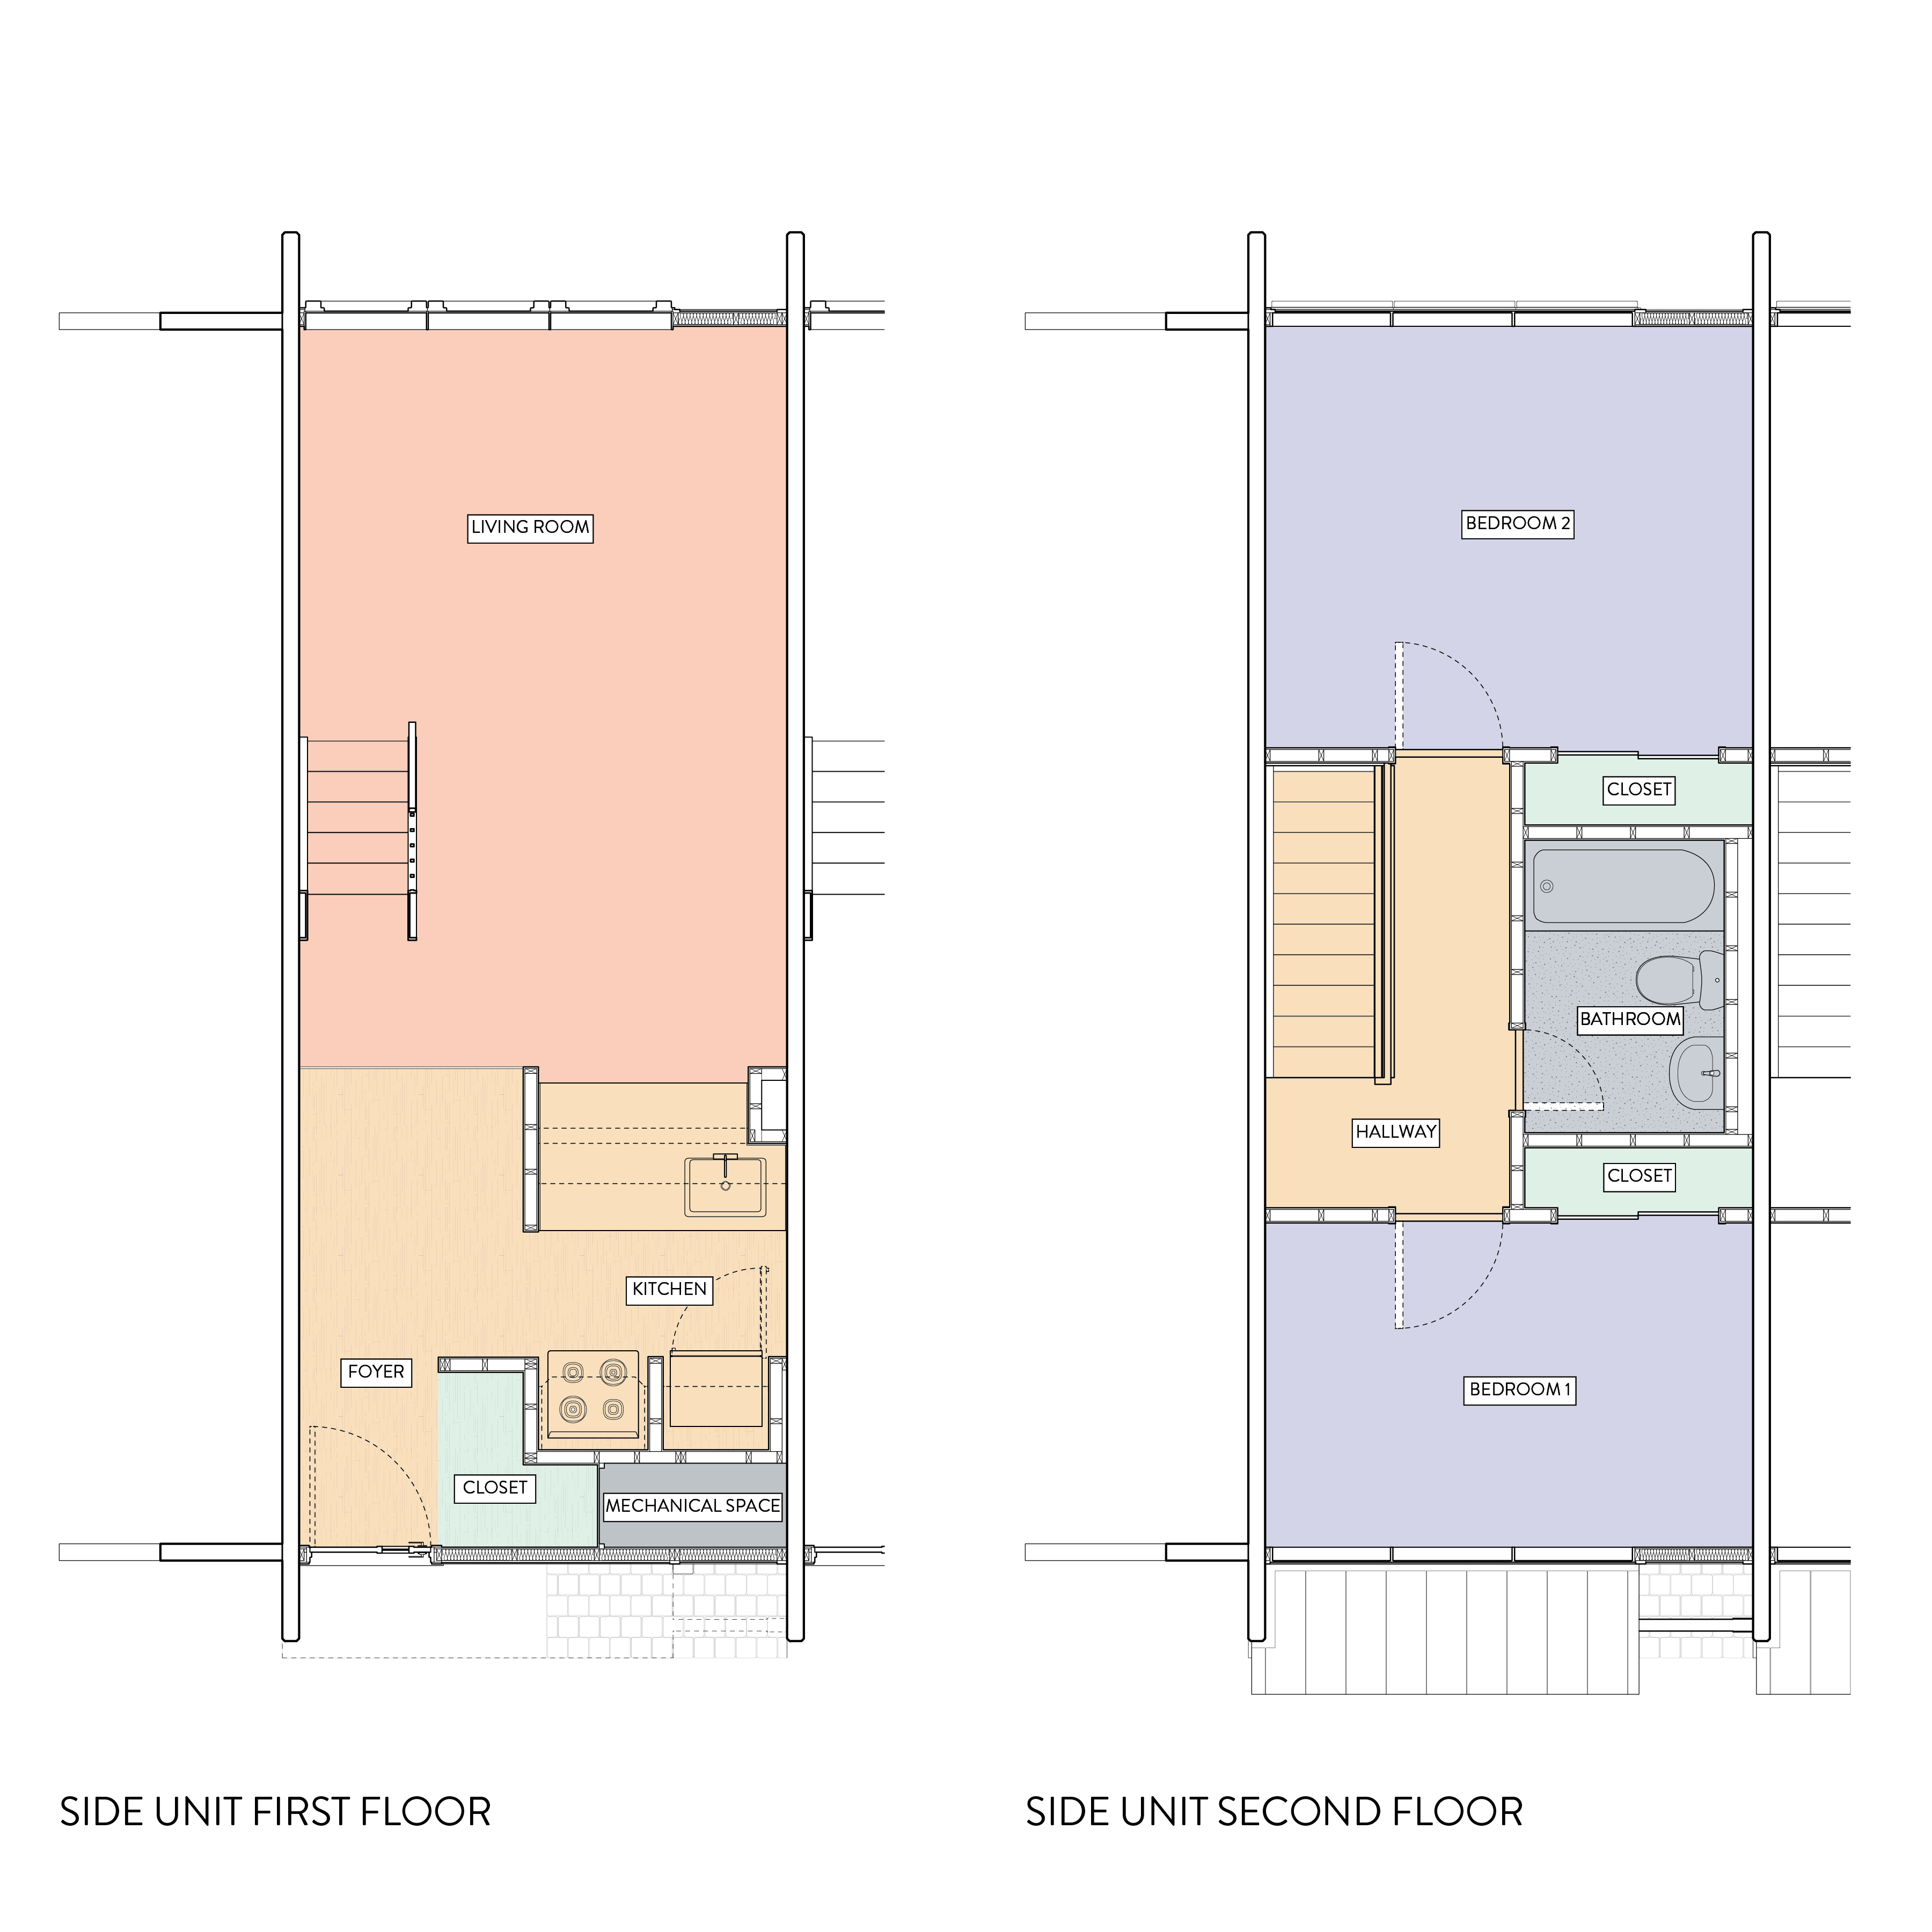 LIVING ROOM
KITCHEN
FOYER
CLOSET
MECHANICAL SPACE
SIDE UNIT FIRST FLOOR
BEDROOM 2
CLOSET
BATHROOM
HALLWAY
CLOSET
BEDROOM 1
SIDE UNIT SECOND FLOOR